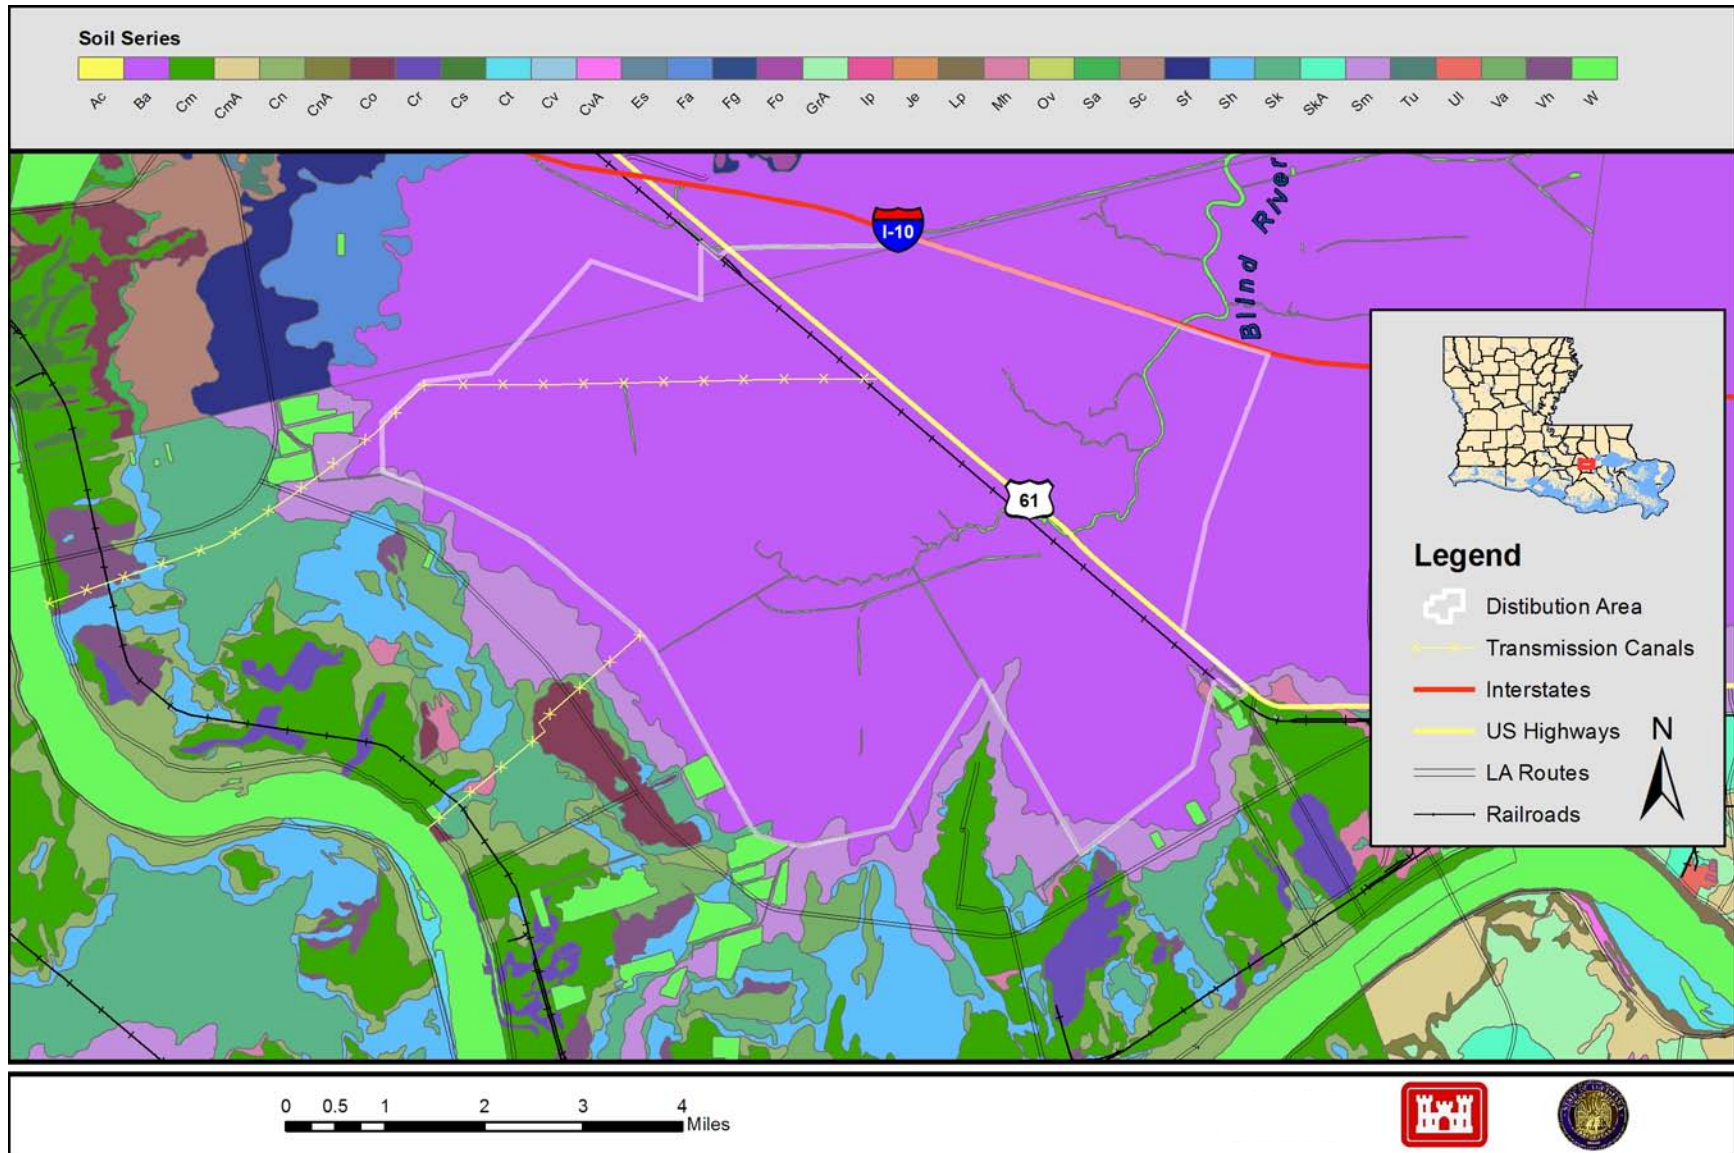 Soil Series
Ac Ba Cm CmA Cn CnA Co Cr Cs Ct Cv CvA Es Fa Fg Fo GrA Ip Je Lp Mh Ov Sa Sc Sf Sh Sk SkA Sm Tu Ul Va Vh W
Blind River
I-10
61
Legend
Distibution Area
Transmission Canals
Interstates
US Highways
LA Routes
Railroads
N
0 0.5 1 2 3 4
Miles